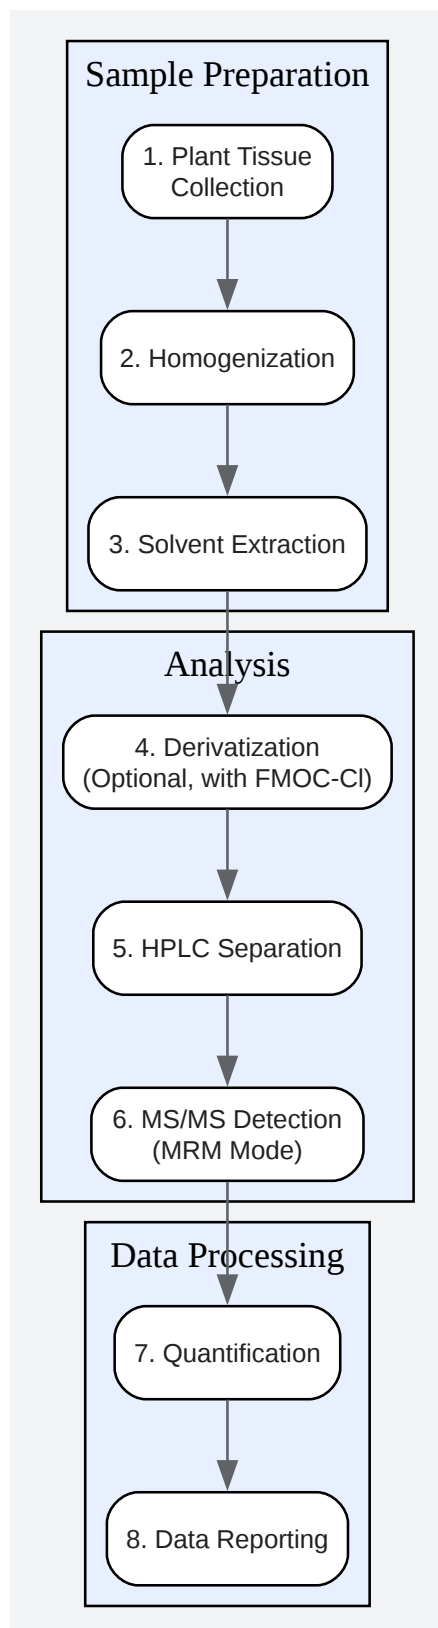 Sample Preparation
1. Plant Tissue
Collection
2. Homogenization
3. Solvent Extraction
Analysis
4. Derivatization
(Optional, with FMOC-Cl)
5. HPLC Separation
6. MS/MS Detection
(MRM Mode)
Data Processing
7. Quantification
8. Data Reporting